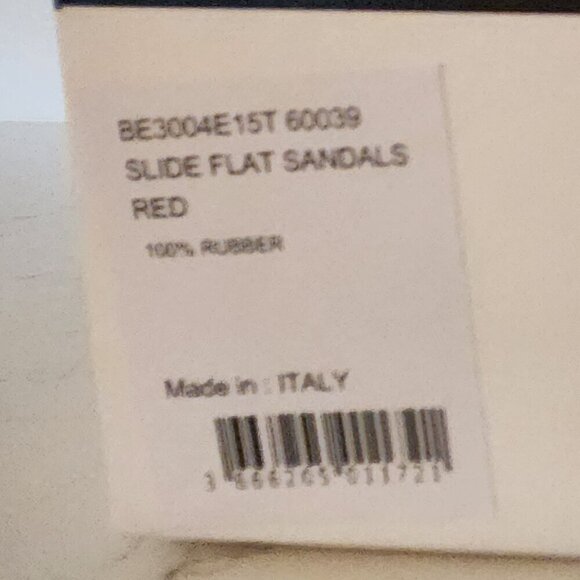 BE3004E15T 60039
SLIDE FLAT SANDALS
RED
100% RUBBER
Made in : ITALY